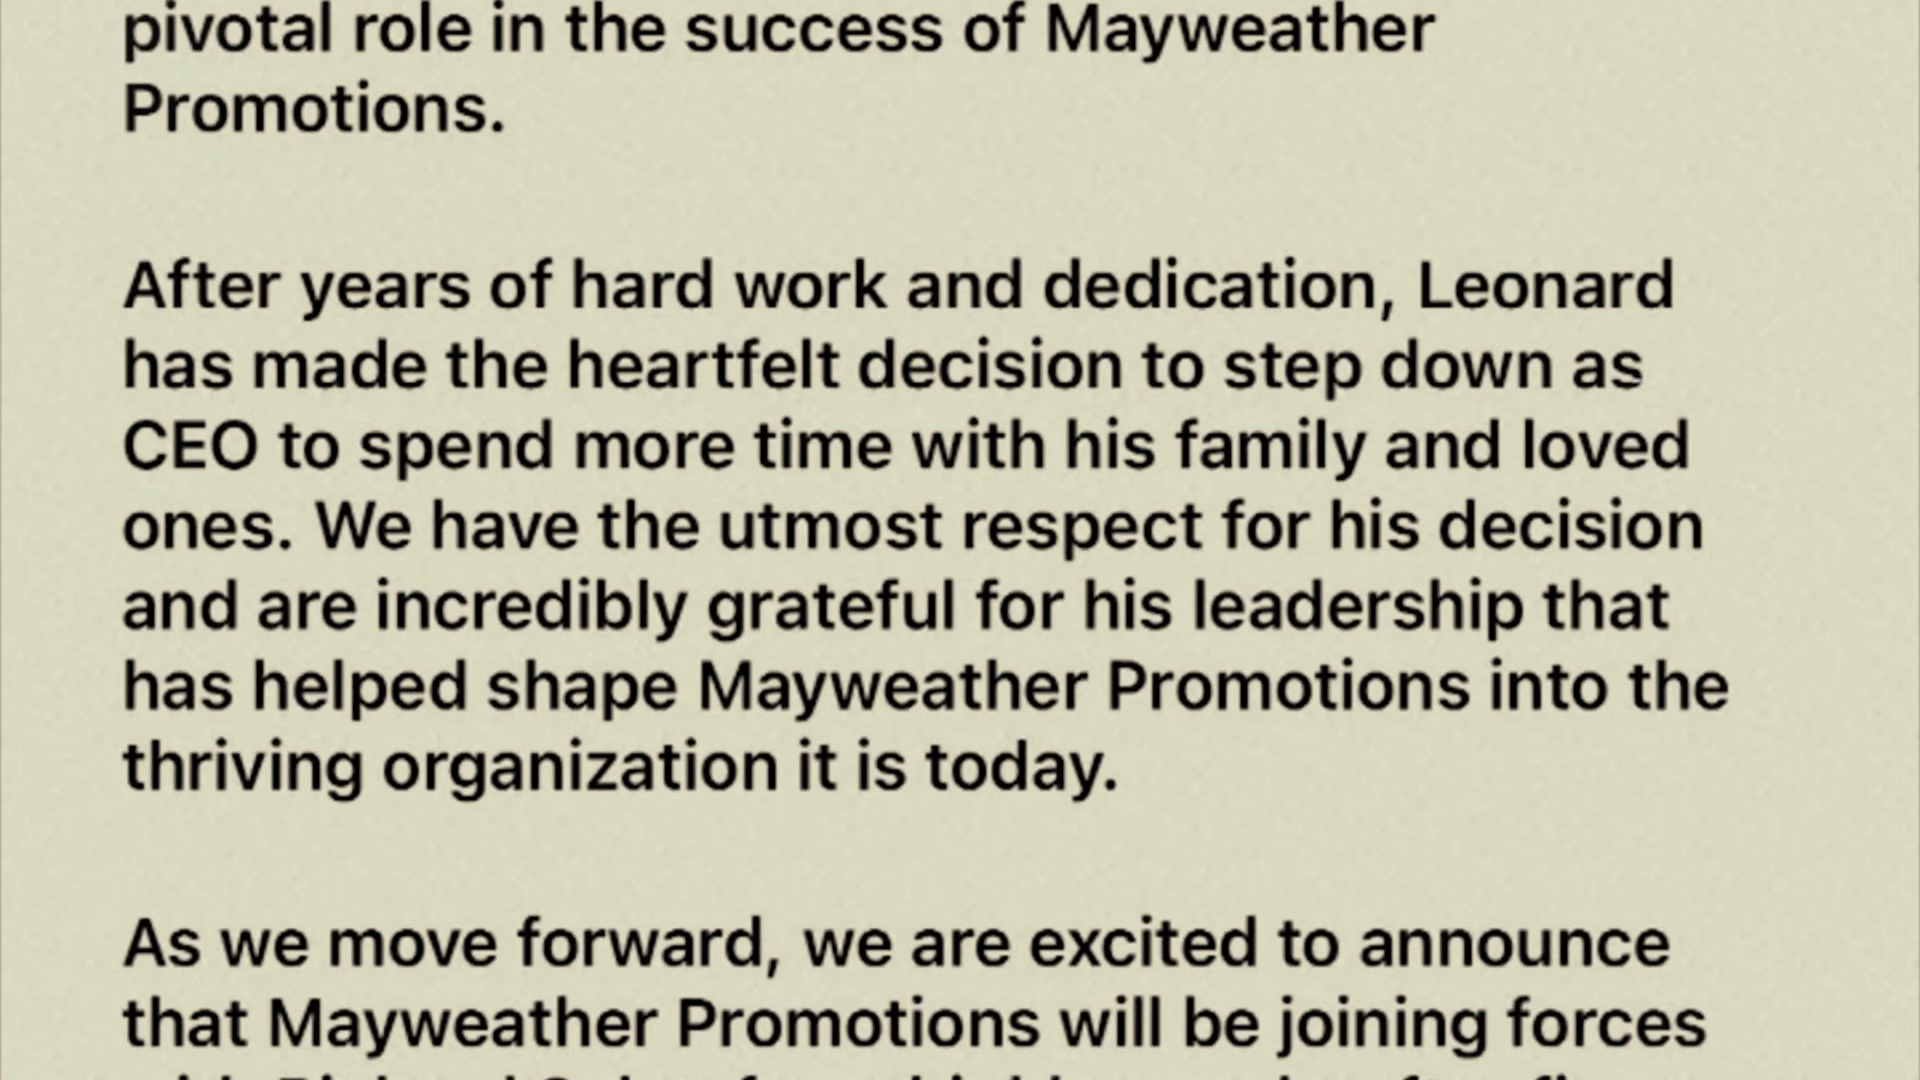 pivotal role in the success of Mayweather
Promotions.
After years of hard work and dedication, Leonard
has made the heartfelt decision to step down as
CEO to spend more time with his family and loved
ones. We have the utmost respect for his decision
and are incredibly grateful for his leadership that
has helped shape Mayweather Promotions into the
thriving organization it is today.
As we move forward, we are excited to announce
that Mayweather Promotions will be joining forces